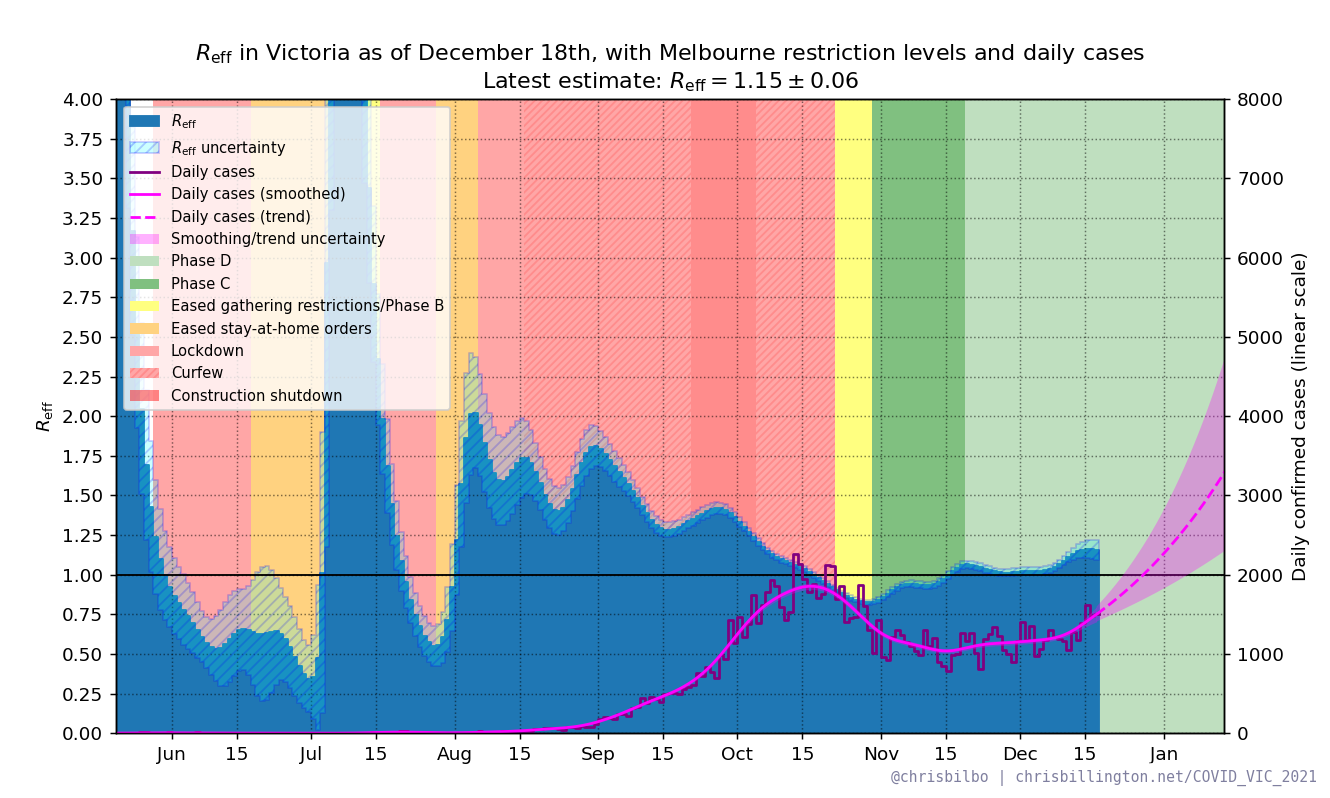 R_eff in Victoria as of December 18th, with Melbourne restriction levels and daily cases
Latest estimate: R_eff = 1.15 ± 0.06
4.00
3.75
3.50
3.25
3.00
2.75
2.50
2.25
2.00
1.75
1.50
1.25
1.00
0.75
0.50
0.25
0.00
R_eff
R_eff
R_eff uncertainty
Daily cases
Daily cases (smoothed)
Daily cases (trend)
Smoothing/trend uncertainty
Phase D
Phase C
Eased gathering restrictions/Phase B
Eased stay-at-home orders
Lockdown
Curfew
Construction shutdown
8000
7000
6000
5000
4000
3000
2000
1000
0
Daily confirmed cases (linear scale)
Jun 15 Jul 15 Aug 15 Sep 15 Oct 15 Nov 15 Dec 15 Jan
@chrisbilbo | chrisbillington.net/COVID_VIC_2021